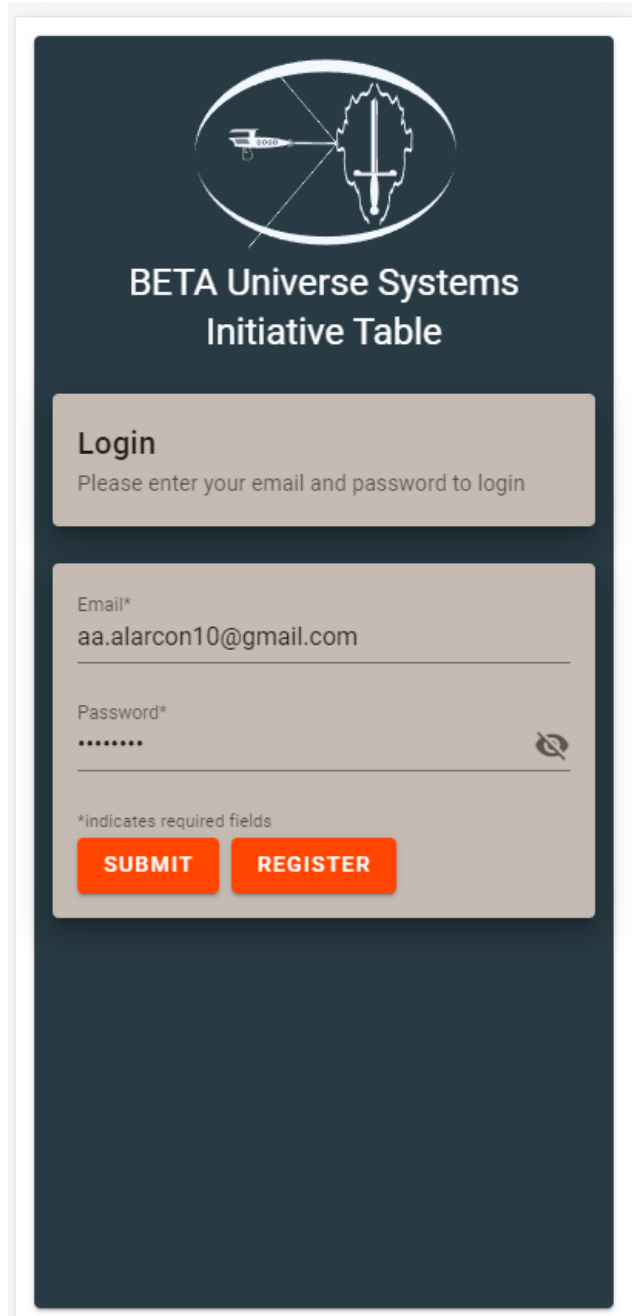 BETA Universe Systems
Initiative Table
Login
Please enter your email and password to login
Email*
aa.alarcon10@gmail.com
Password*
••••••••
*indicates required fields
SUBMIT REGISTER